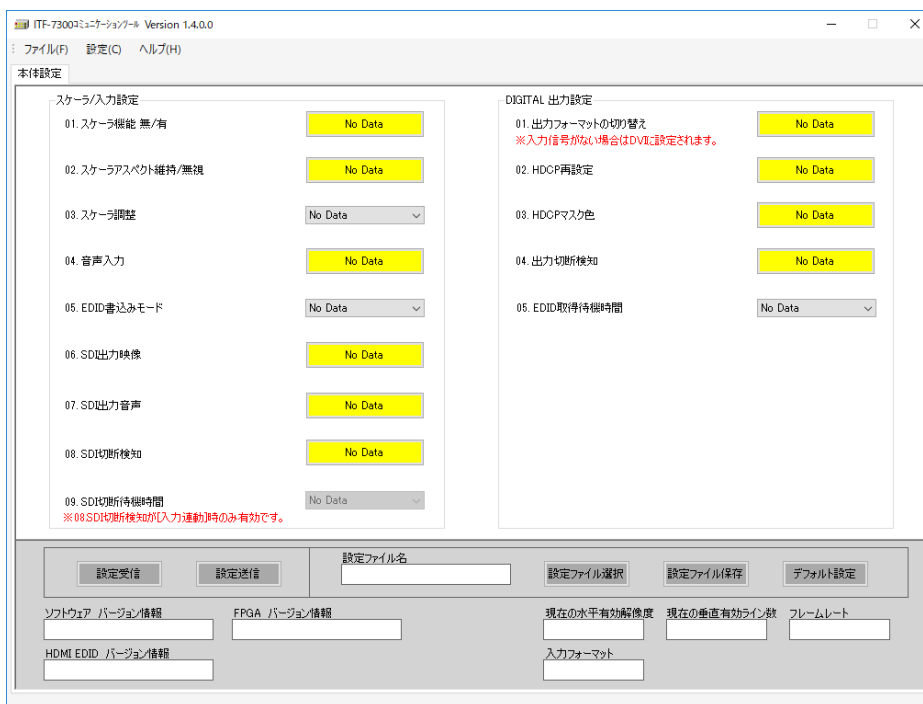 ITF-7300コミュニケーションツール Version 1.4.0.0
ファイル(F) 設定(C) ヘルプ(H)
本体設定
スケーラ/入力設定
01.スケーラ機能 無/有 No Data
02.スケーラアスペクト維持/無視 No Data
03.スケーラ調整 No Data
04.音声入力 No Data
05.EDID書込みモード No Data
06.SDI出力映像 No Data
07.SDI出力音声 No Data
08.SDI切断検知 No Data
09.SDI切断待機時間 No Data
※08.SDI切断検知が[入力連動]時のみ有効です。
DIGITAL 出力設定
01.出力フォーマットの切り替え No Data
※入力信号がない場合はDVIに設定されます。
02.HDCP再設定 No Data
03.HDCPマスク色 No Data
04.出力切断検知 No Data
05.EDID取得待機時間 No Data
設定受信 設定送信
設定ファイル名
設定ファイル選択 設定ファイル保存 デフォルト設定
ソフトウェア バージョン情報 FPGA バージョン情報 現在の水平有効解像度 現在の垂直有効ライン数 フレームレート
HDMI EDID バージョン情報 入力フォーマット